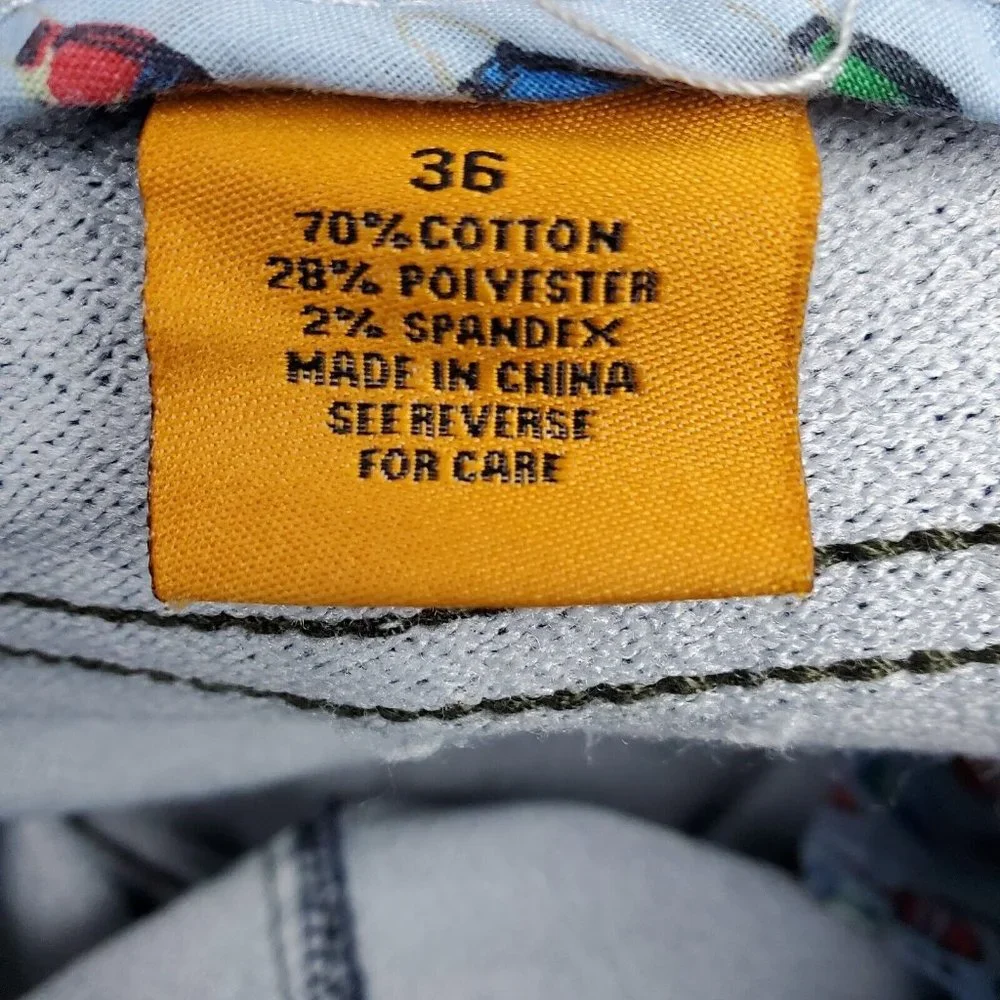 36
70% COTTON
28% POLYESTER
2% SPANDEX
MADE IN CHINA
SEE REVERSE
FOR CARE